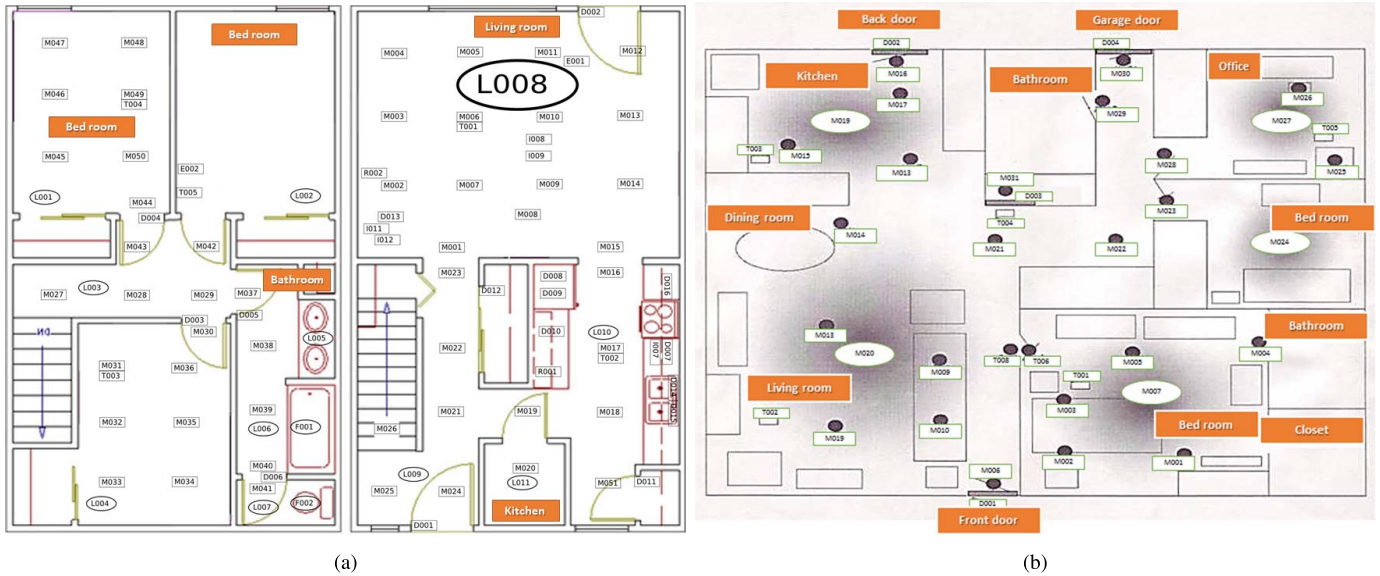 Bed room
M047
M048
M046
M049
T004
Bed room
M045
M050
E002
L001
M044
T005
L002
D004
M043
M042
Bathroom
L003
M027
M028
M029
M037
D003
M030
D005
L005
DN
M038
M031
T003
M036
M039
F001
M032
M035
L006
M040
D006
M033
M034
M041
L004
L007
F002
D002
Living room
M004
M005
M011
M012
E001
L008
M003
M006
T001
M010
M013
I008
I009
R002
M002
M007
M009
M014
D013
M008
I011
I012
M001
M015
M023
M016
D008
D016
D012
D009
D010
L010
M022
M017
T002
I007
D007
R001
M021
M019
M018
D015
M026
M020
L009
L011
M025
M024
M051
D011
Kitchen
D001
(a)
Back door
Garage door
D002
D004
Kitchen
M016
M030
Office
Bathroom
M017
M029
M026
M019
M027
T005
T003
M015
M013
M028
M025
M031
D003
Dining room
T004
M023
Bed room
M014
M021
M022
M024
M013
M020
T008
T006
M005
M004
Bathroom
M009
T001
M007
Living room
M003
T002
M019
M010
Bed room
Closet
M002
M001
M006
D001
Front door
(b)